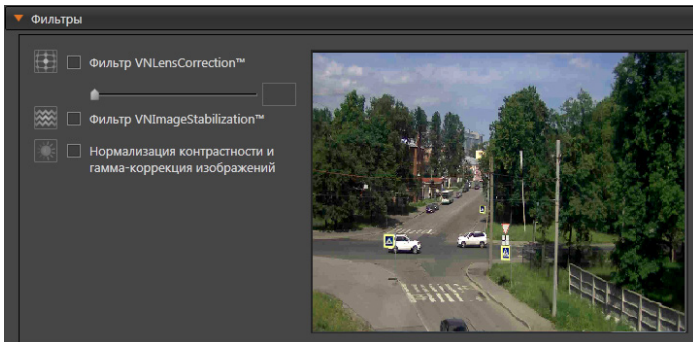 Фильтры
Фильтр VNLensCorrection™
Фильтр VNImageStabilization™
Нормализация контрастности и
гамма-коррекция изображений